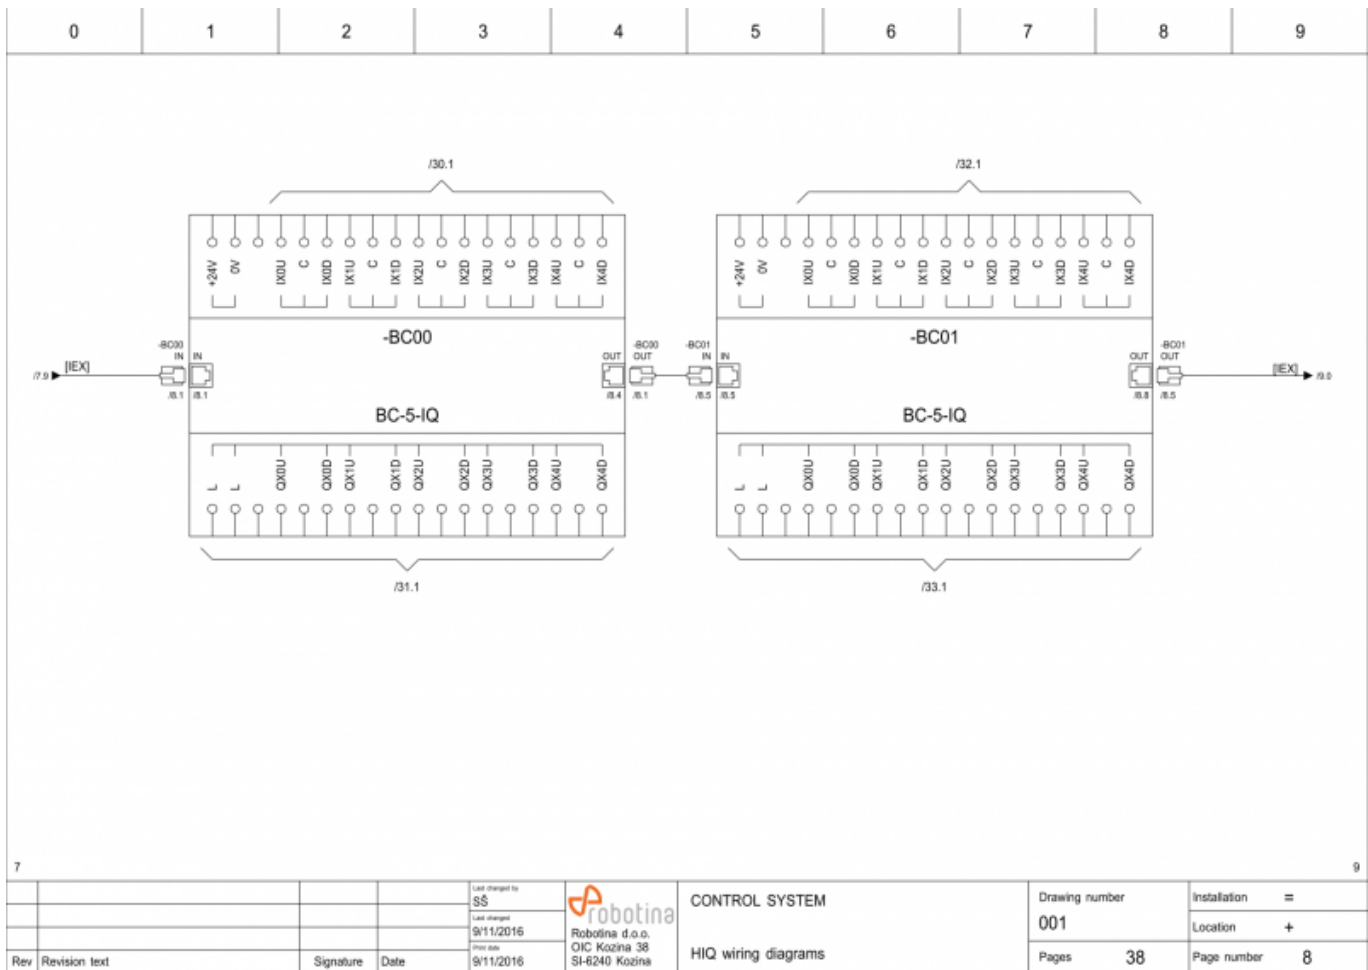 0 1 2 3 4 5 6 7 8 9
/30.1 /32.1
+24V 0V IX0U C IX0D IX1U C IX1D IX2U C IX2D IX3U C IX3D IX4U C IX4D
+24V 0V IX0U C IX0D IX1U C IX1D IX2U C IX2D IX3U C IX3D IX4U C IX4D
-BC00 -BC01
-BC00 IN IN OUT -BC00 OUT -BC01 IN IN OUT -BC01 OUT
/7.9 [IEX] [IEX] /9.0
/8.1 /8.1 /8.4 /8.1 /8.5 /8.5 /8.8 /8.5
BC-5-IQ BC-5-IQ
L L QX0U QX0D QX1U QX1D QX2U QX2D QX3U QX3D QX4U QX4D
L L QX0U QX0D QX1U QX1D QX2U QX2D QX3U QX3D QX4U QX4D
/31.1 /33.1
7 9
Last changed by
SŠ
Last changed
9/11/2016
Print date
9/11/2016
Rev Revision text Signature Date
robotina
Robotina d.o.o.
OIC Kozina 38
SI-6240 Kozina
CONTROL SYSTEM
HIQ wiring diagrams
Drawing number
001
Pages 38
Installation =
Location +
Page number 8